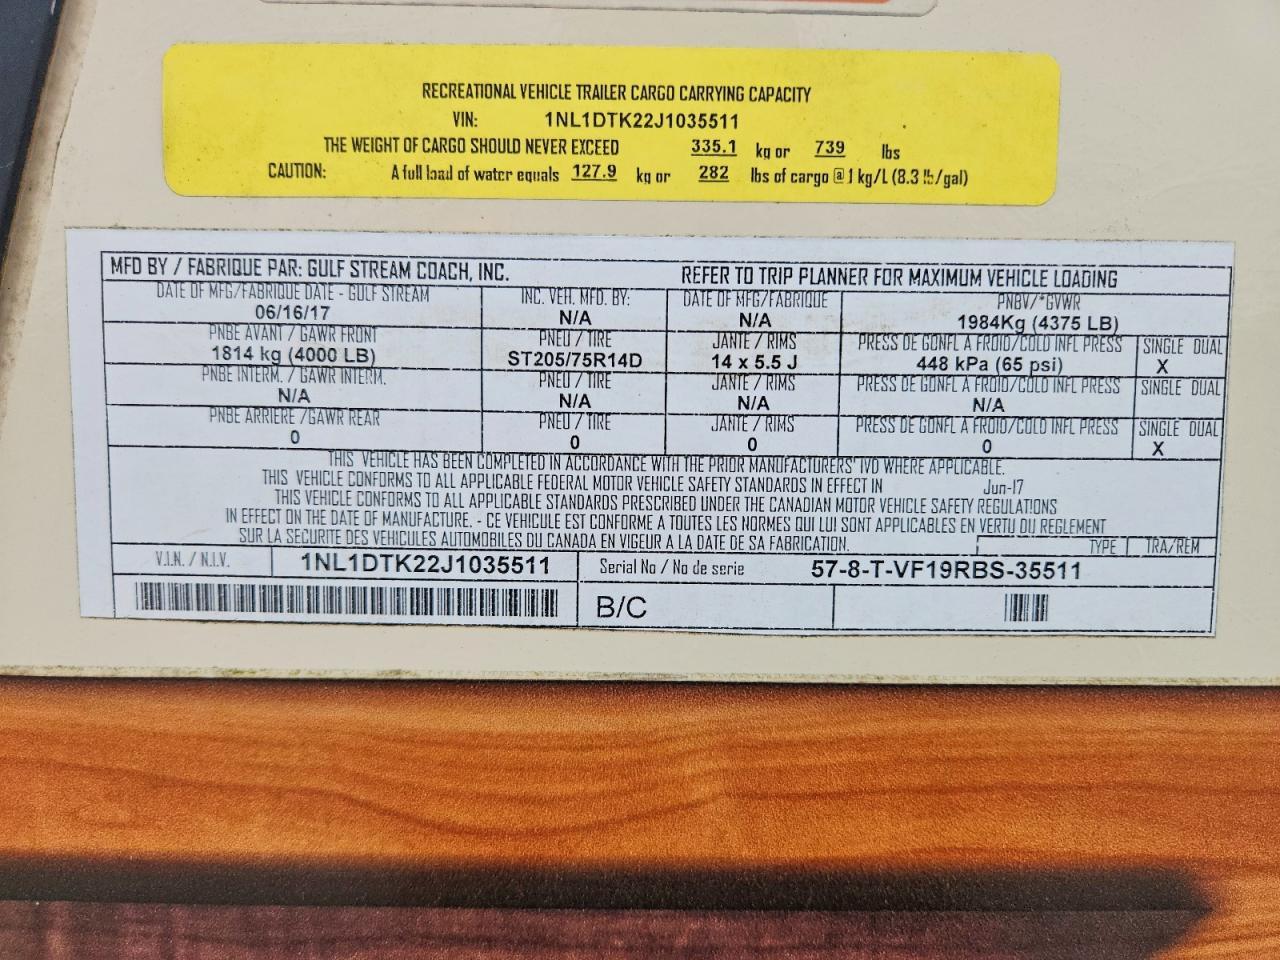 RECREATIONAL VEHICLE TRAILER CARGO CARRYING CAPACITY
VIN: 1NL1DTK22J1035511
THE WEIGHT OF CARGO SHOULD NEVER EXCEED 335.1 kg or 739 lbs
CAUTION: A full load of water equals 127.9 kg or 282 lbs of cargo @ 1 kg/L (8.3 lb/gal)
MFD BY / FABRIQUE PAR: GULF STREAM COACH, INC. REFER TO TRIP PLANNER FOR MAXIMUM VEHICLE LOADING
DATE OF MFG/FABRIQUE DATE - GULF STREAM INC. VEH. MFD. BY: DATE OF MFG/FABRIQUE PNBV/*GVWR
06/16/17 N/A N/A 1984Kg (4375 LB)
PNBE AVANT / GAWR FRONT PNEU / TIRE JANTE / RIMS PRESS DE GONFL A FROID/COLD INFL PRESS SINGLE DUAL
1814 kg (4000 LB) ST205/75R14D 14 x 5.5 J 448 kPa (65 psi) X
PNBE INTERM. / GAWR INTERM. PNEU / TIRE JANTE / RIMS PRESS DE GONFL A FROID/COLD INFL PRESS SINGLE DUAL
N/A N/A N/A N/A
PNBE ARRIERE /GAWR REAR PNEU / TIRE JANTE / RIMS PRESS DE GONFL A FROID/COLD INFL PRESS SINGLE DUAL
0 0 0 0 X
THIS VEHICLE HAS BEEN COMPLETED IN ACCORDANCE WITH THE PRIOR MANUFACTURERS' IVD WHERE APPLICABLE.
THIS VEHICLE CONFORMS TO ALL APPLICABLE FEDERAL MOTOR VEHICLE SAFETY STANDARDS IN EFFECT IN Jun-17
THIS VEHICLE CONFORMS TO ALL APPLICABLE STANDARDS PRESCRIBED UNDER THE CANADIAN MOTOR VEHICLE SAFETY REGULATIONS
IN EFFECT ON THE DATE OF MANUFACTURE. - CE VEHICULE EST CONFORME A TOUTES LES NORMES QUI LUI SONT APPLICABLES EN VERTU DU REGLEMENT
SUR LA SECURITE DES VEHICULES AUTOMOBILES DU CANADA EN VIGEUR A LA DATE DE SA FABRICATION. TYPE TRA/REM
V.I.N. / N.I.V. 1NL1DTK22J1035511 Serial No / No de serie 57-8-T-VF19RBS-35511
B/C